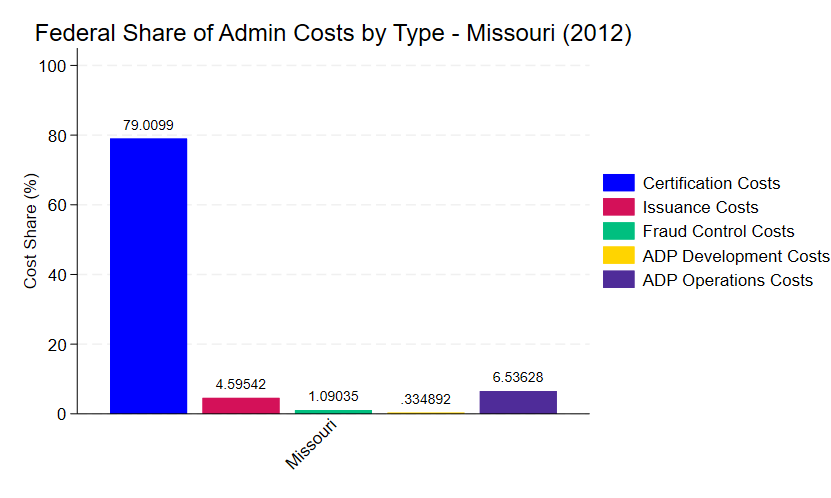 Federal Share of Admin Costs by Type - Missouri (2012)
100
80
60
40
20
0
Cost Share (%)
79.0099
4.59542
1.09035
.334892
6.53628
Missouri
Certification Costs
Issuance Costs
Fraud Control Costs
ADP Development Costs
ADP Operations Costs